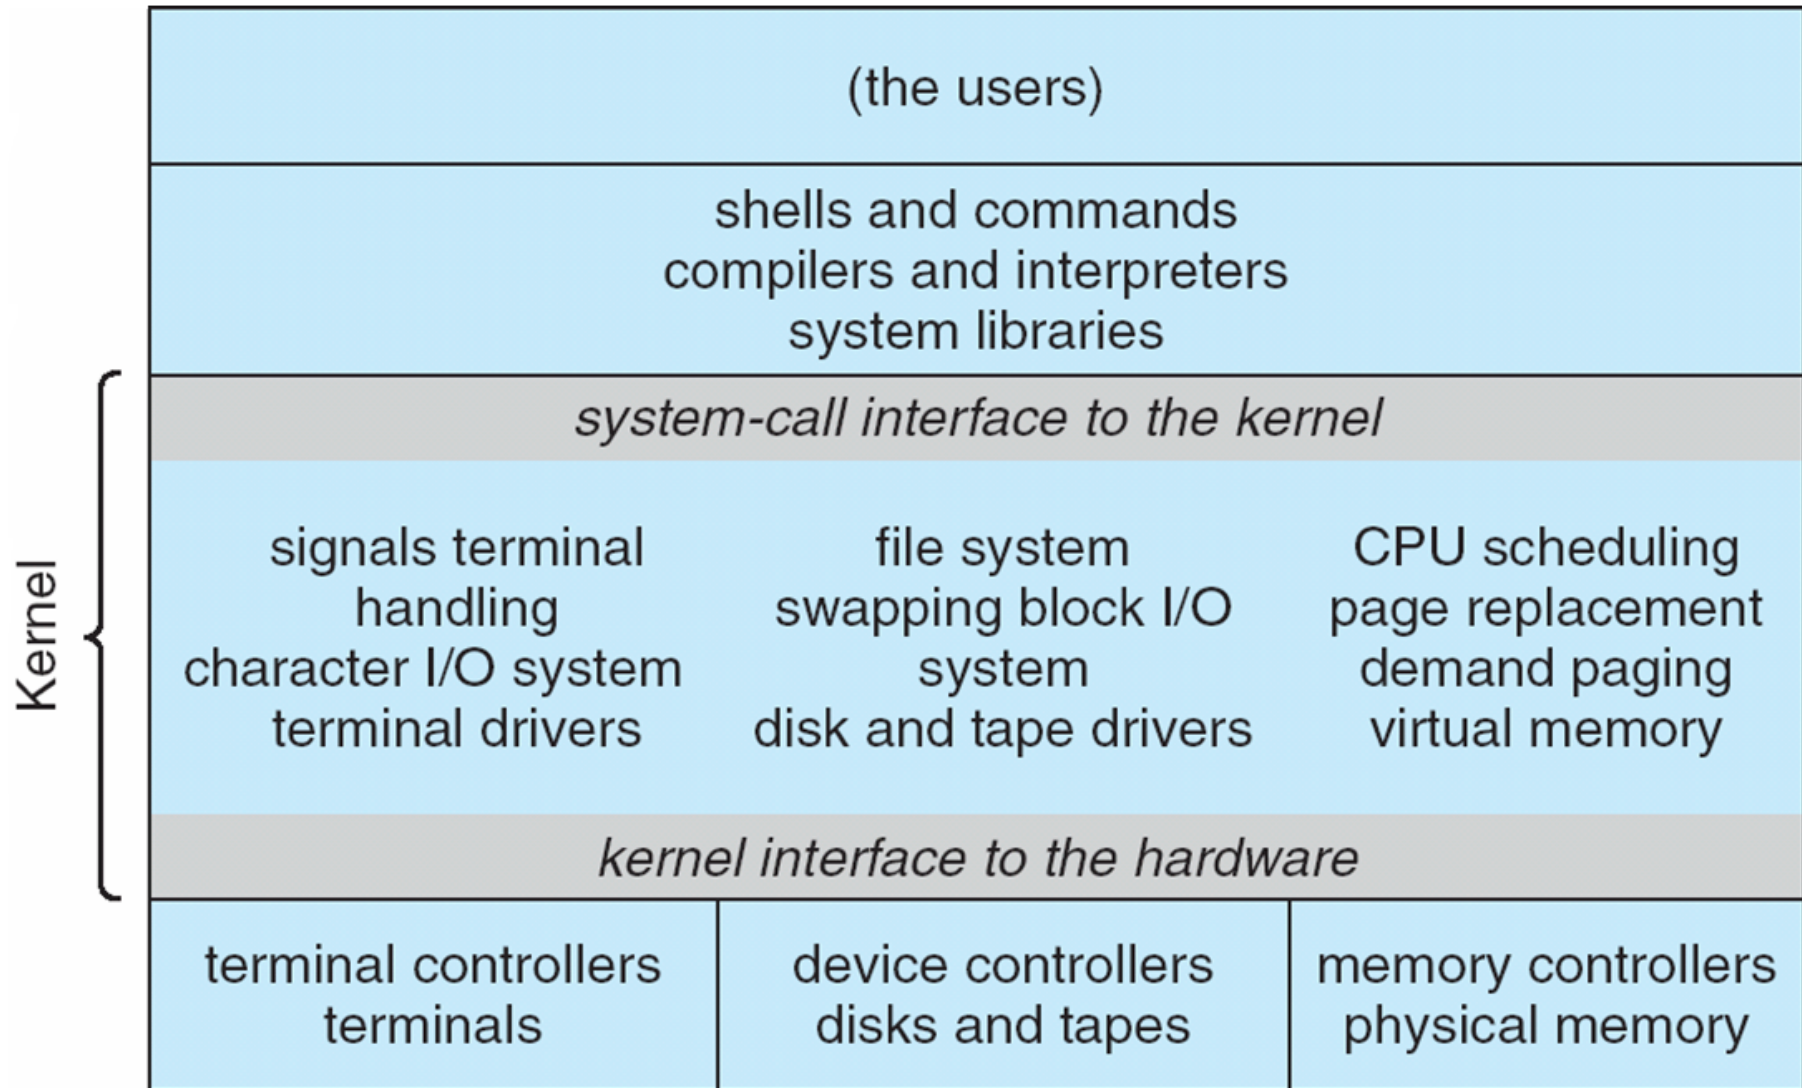 (the users)
shells and commands
compilers and interpreters
system libraries
system-call interface to the kernel
Kernel
signals terminal
handling
character I/O system
terminal drivers
file system
swapping block I/O
system
disk and tape drivers
CPU scheduling
page replacement
demand paging
virtual memory
kernel interface to the hardware
terminal controllers
terminals
device controllers
disks and tapes
memory controllers
physical memory